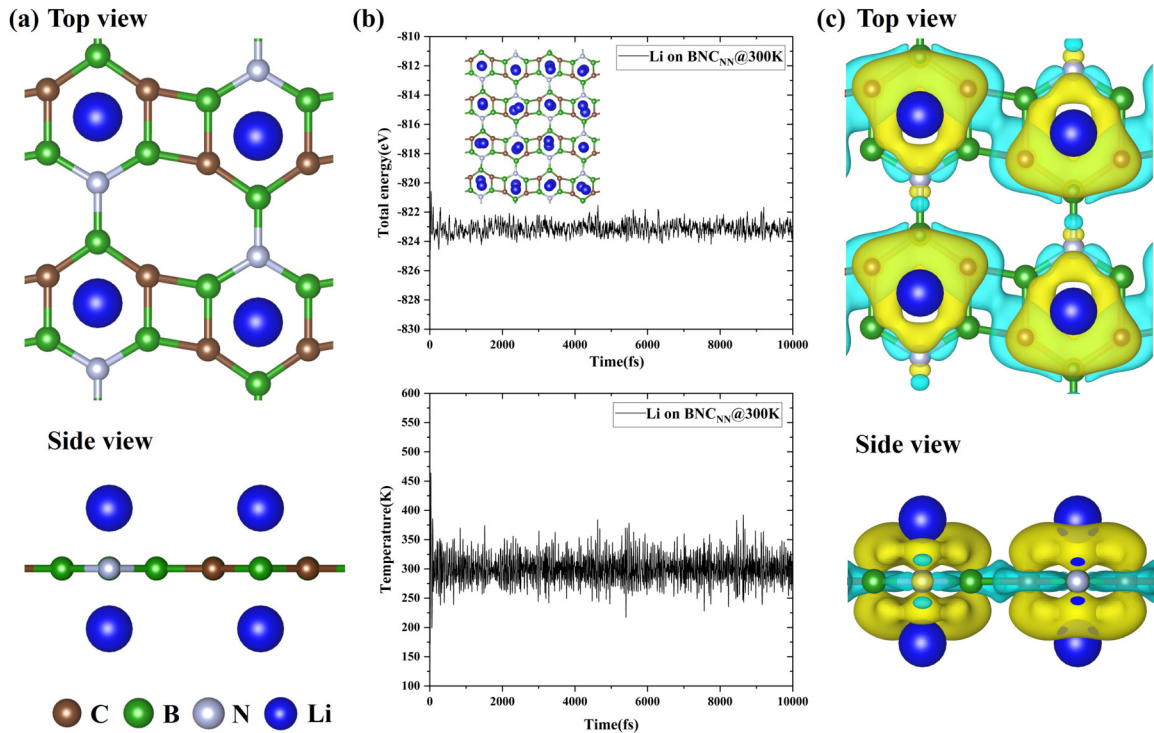 (a) Top view
Side view
C B N Li
(b)
-810
-812
-814
-816
-818
-820
-822
-824
-826
-828
-830
Total energy(eV)
Li on BNC_NN@300K
0 2000 4000 6000 8000 10000
Time(fs)
600
550
500
450
400
350
300
250
200
150
100
Temperature(K)
Li on BNC_NN@300K
0 2000 4000 6000 8000 10000
Time(fs)
(c) Top view
Side view